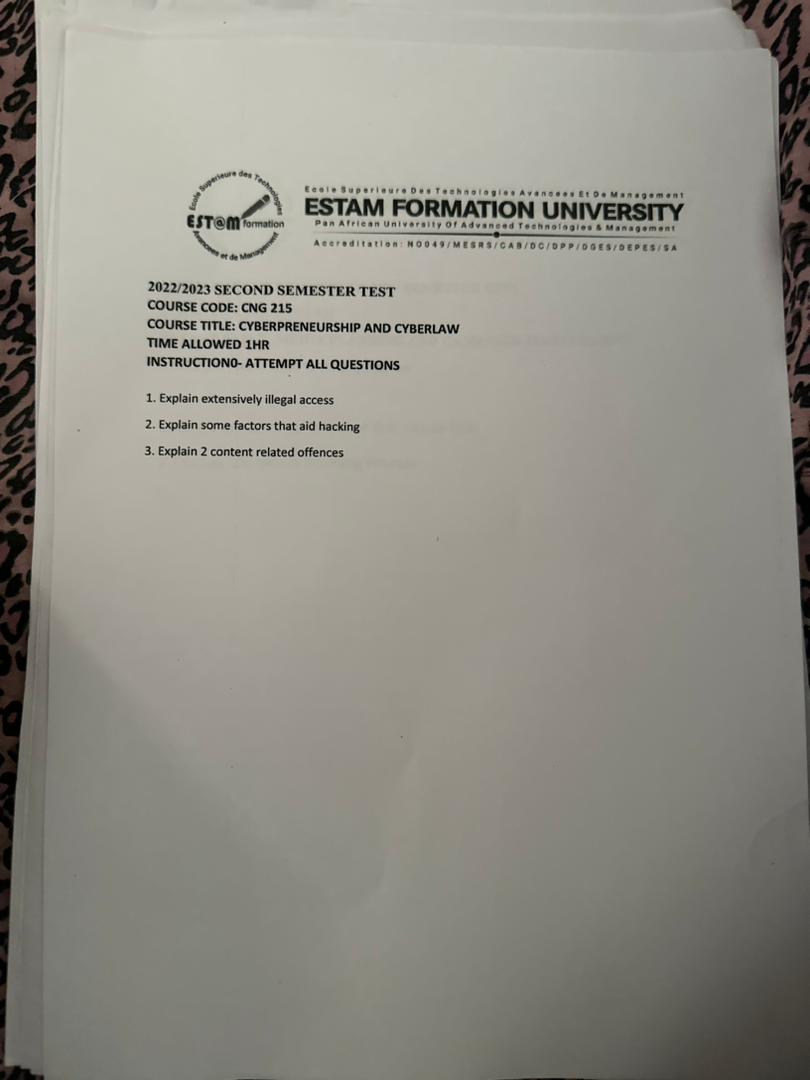 Ecole Superieure des Technologies
EST@M formation
Avancees et de Management
Ecole Superieure Des Technologies Avancees Et De Management
ESTAM FORMATION UNIVERSITY
Pan African University Of Advanced Technologies & Management
Accreditation: N0049/MESRS/CAB/DC/DPP/DGES/DEPES/SA
2022/2023 SECOND SEMESTER TEST
COURSE CODE: CNG 215
COURSE TITLE: CYBERPRENEURSHIP AND CYBERLAW
TIME ALLOWED 1HR
INSTRUCTION0- ATTEMPT ALL QUESTIONS
1. Explain extensively illegal access
2. Explain some factors that aid hacking
3. Explain 2 content related offences